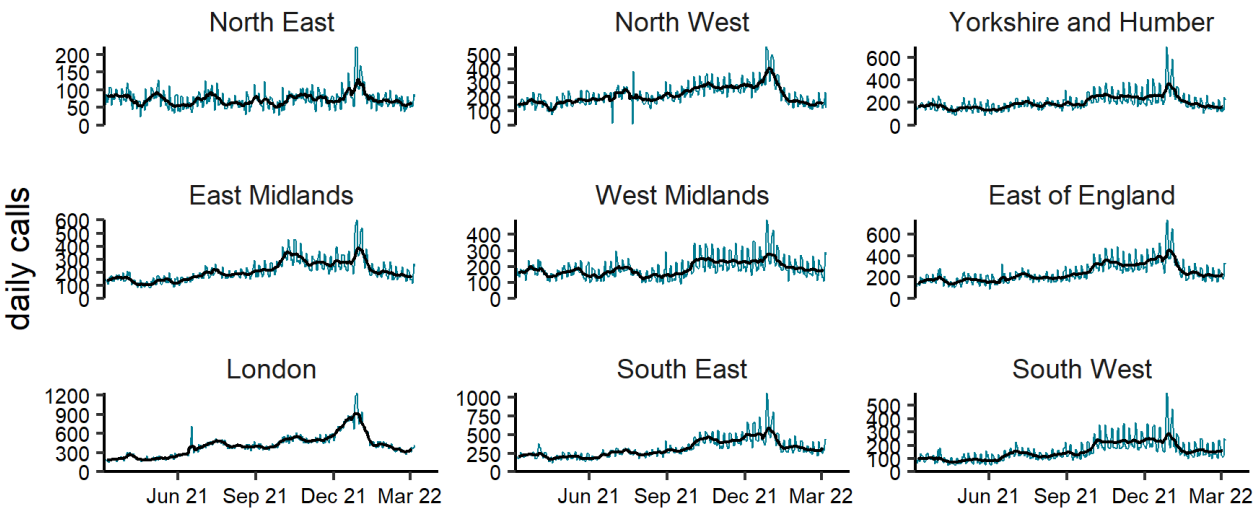 North East North West Yorkshire and Humber
200 500 600
150 400 400
100 300 200
50 200 0
0 100
0
daily calls
East Midlands West Midlands East of England
600 400 600
500 300 400
400 200 200
300 100 0
200 0
100
0
London South East South West
1200 1000 500
900 750 400
600 500 300
300 250 200
0 0 100
0
Jun 21 Sep 21 Dec 21 Mar 22 Jun 21 Sep 21 Dec 21 Mar 22 Jun 21 Sep 21 Dec 21 Mar 22